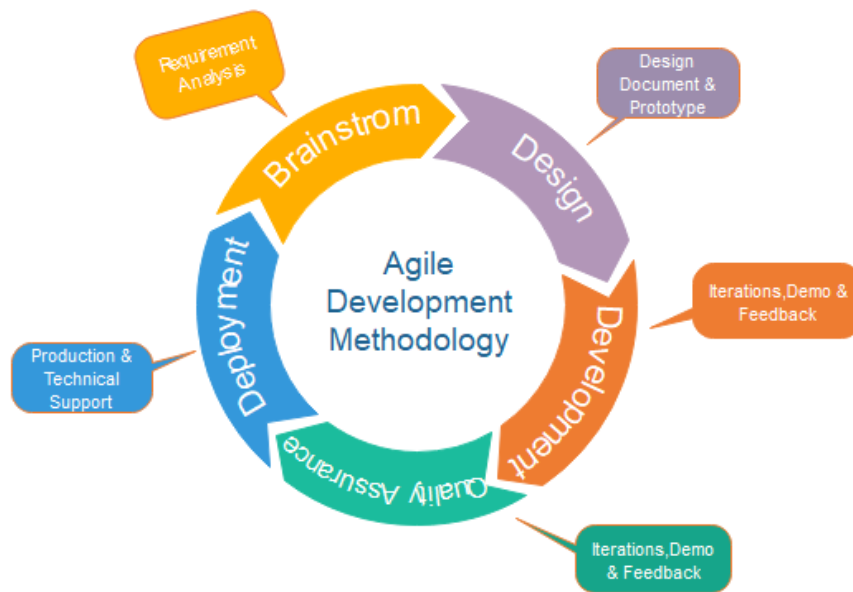 Requirement
Analysis
Brainstrom
Design
Document &
Prototype
Design
Iterations,Demo &
Feedback
Development
Iterations,Demo
& Feedback
Quality Assurance
Production &
Technical
Support
Deployment
Agile
Development
Methodology